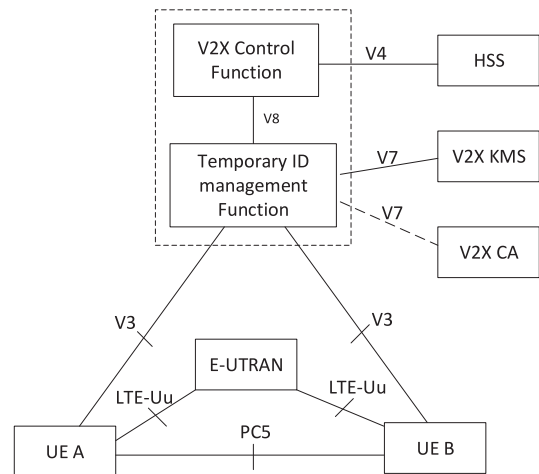 V2X Control
Function
V4
HSS
V8
Temporary ID
management
Function
V7
V2X KMS
V7
V2X CA
V3
V3
E-UTRAN
LTE-Uu
LTE-Uu
PC5
UE A
UE B